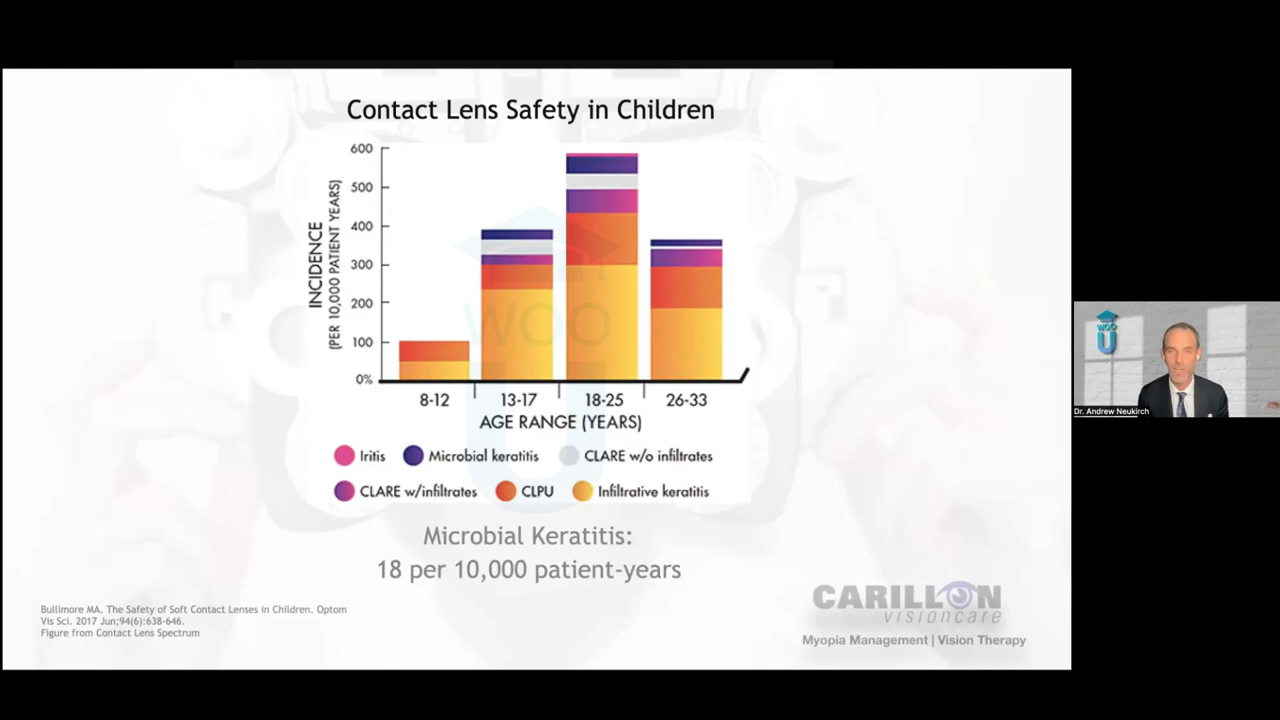 Contact Lens Safety in Children
600
500
400
300
200
100
0%
INCIDENCE
(PER 10,000 PATIENT YEARS)
8-12
13-17
18-25
26-33
AGE RANGE (YEARS)
Iritis
Microbial keratitis
CLARE w/o infiltrates
CLARE w/infiltrates
CLPU
Infiltrative keratitis
WOO
U
Microbial Keratitis:
18 per 10,000 patient-years
Bullimore MA. The Safety of Soft Contact Lenses in Children. Optom
Vis Sci. 2017 Jun;94(6):638-646.
Figure from Contact Lens Spectrum
CARILLON
visioncare
Myopia Management | Vision Therapy
WOO
U
Dr. Andrew Neukirch